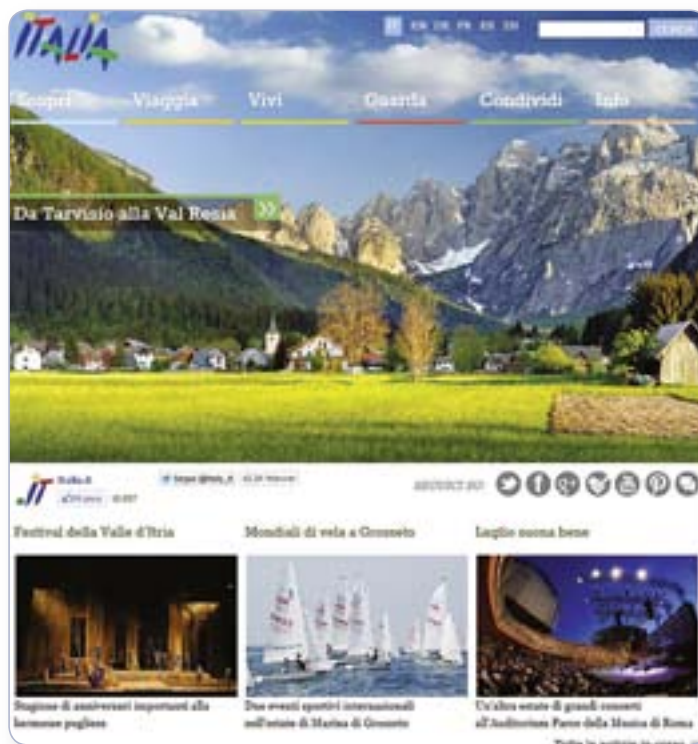 ITALIA
IT EN DE FR ES ZH
CERCA
Scopri Viaggia Vivi Guarda Condividi Info
Da Tarvisio alla Val Resia
IT Italia.it
SEGUICI SU
Festival della Valle d'Itria
Mondiali di vela a Grosseto
Luglio suona bene
Stagione di anniversari importanti alla
kermesse pugliese
Due eventi sportivi internazionali
nell'estate di Marina di Grosseto
Un'altra estate di grandi concerti
all'Auditorium Parco della Musica di Roma